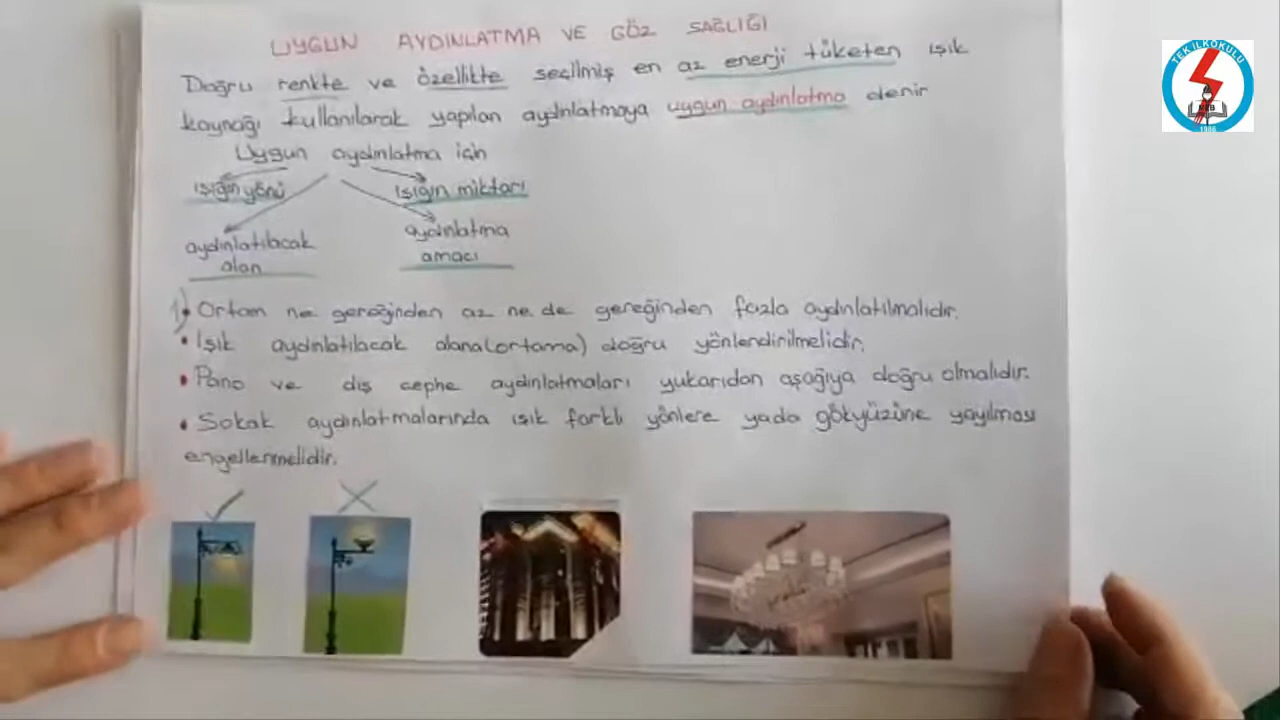 UYGUN AYDINLATMA VE GÖZ SAĞLIĞI
Doğru renkte ve özellikte seçilmiş en az enerji tüketen ışık
kaynağı kullanılarak yapılan aydınlatmaya uygun aydınlatma denir
Uygun aydınlatma için
ışığın yönü
ışığın miktarı
aydınlatılacak
alan
aydınlatma
amacı
Ortam ne gereğinden az ne de gereğinden fazla aydınlatılmalıdır.
• Işık aydınlatılacak alana(ortama) doğru yönlendirilmelidir.
• Pano ve dış cephe aydınlatmaları yukarıdan aşağıya doğru olmalıdır.
• Sokak aydınlatmalarında ışık farklı yönlere yada gökyüzüne yayılması
engellenmelidir.
TEK İLKOKULU
1986